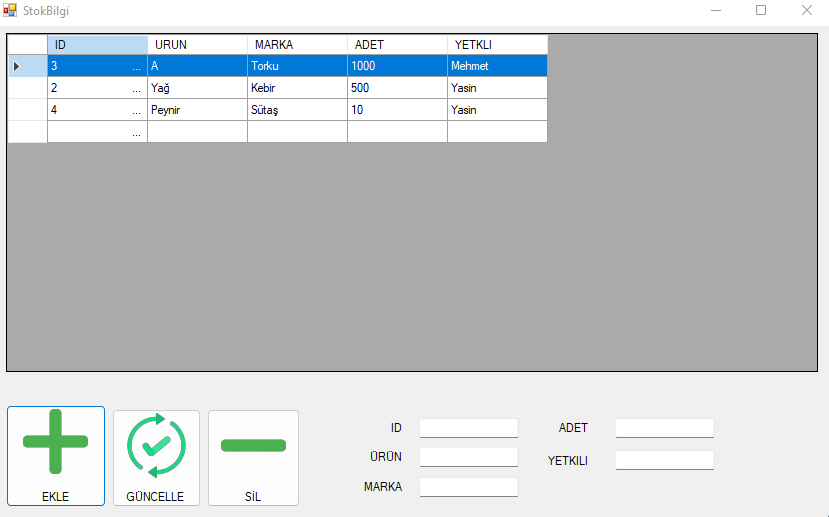 StokBilgi
ID URUN MARKA ADET YETKLI
3 ... A Torku 1000 Mehmet
2 ... Yağ Kebir 500 Yasin
4 ... Peynir Sütaş 10 Yasin
...
EKLE GÜNCELLE SİL
ID ADET
ÜRÜN YETKILI
MARKA